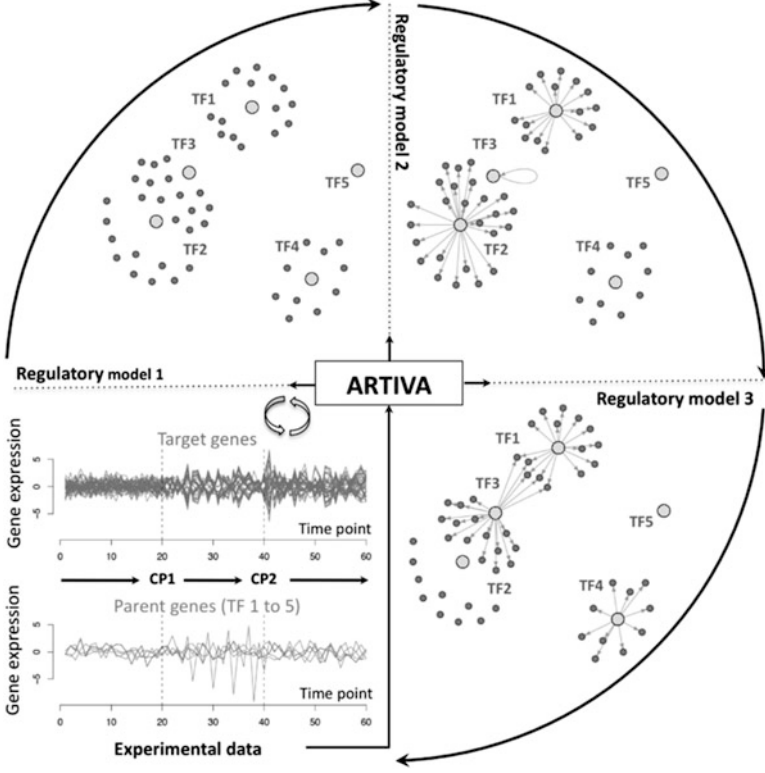 TF1
TF3
TF5
TF2
TF4
Regulatory model 2
TF1
TF3
TF5
TF2
TF4
Regulatory model 1
ARTIVA
Regulatory model 3
Target genes
Gene expression
5
0
-5
Time point
0 10 20 30 40 50 60
CP1 CP2
Parent genes (TF 1 to 5)
Gene expression
5
0
-5
Time point
0 10 20 30 40 50 60
Experimental data
TF1
TF3
TF5
TF2
TF4